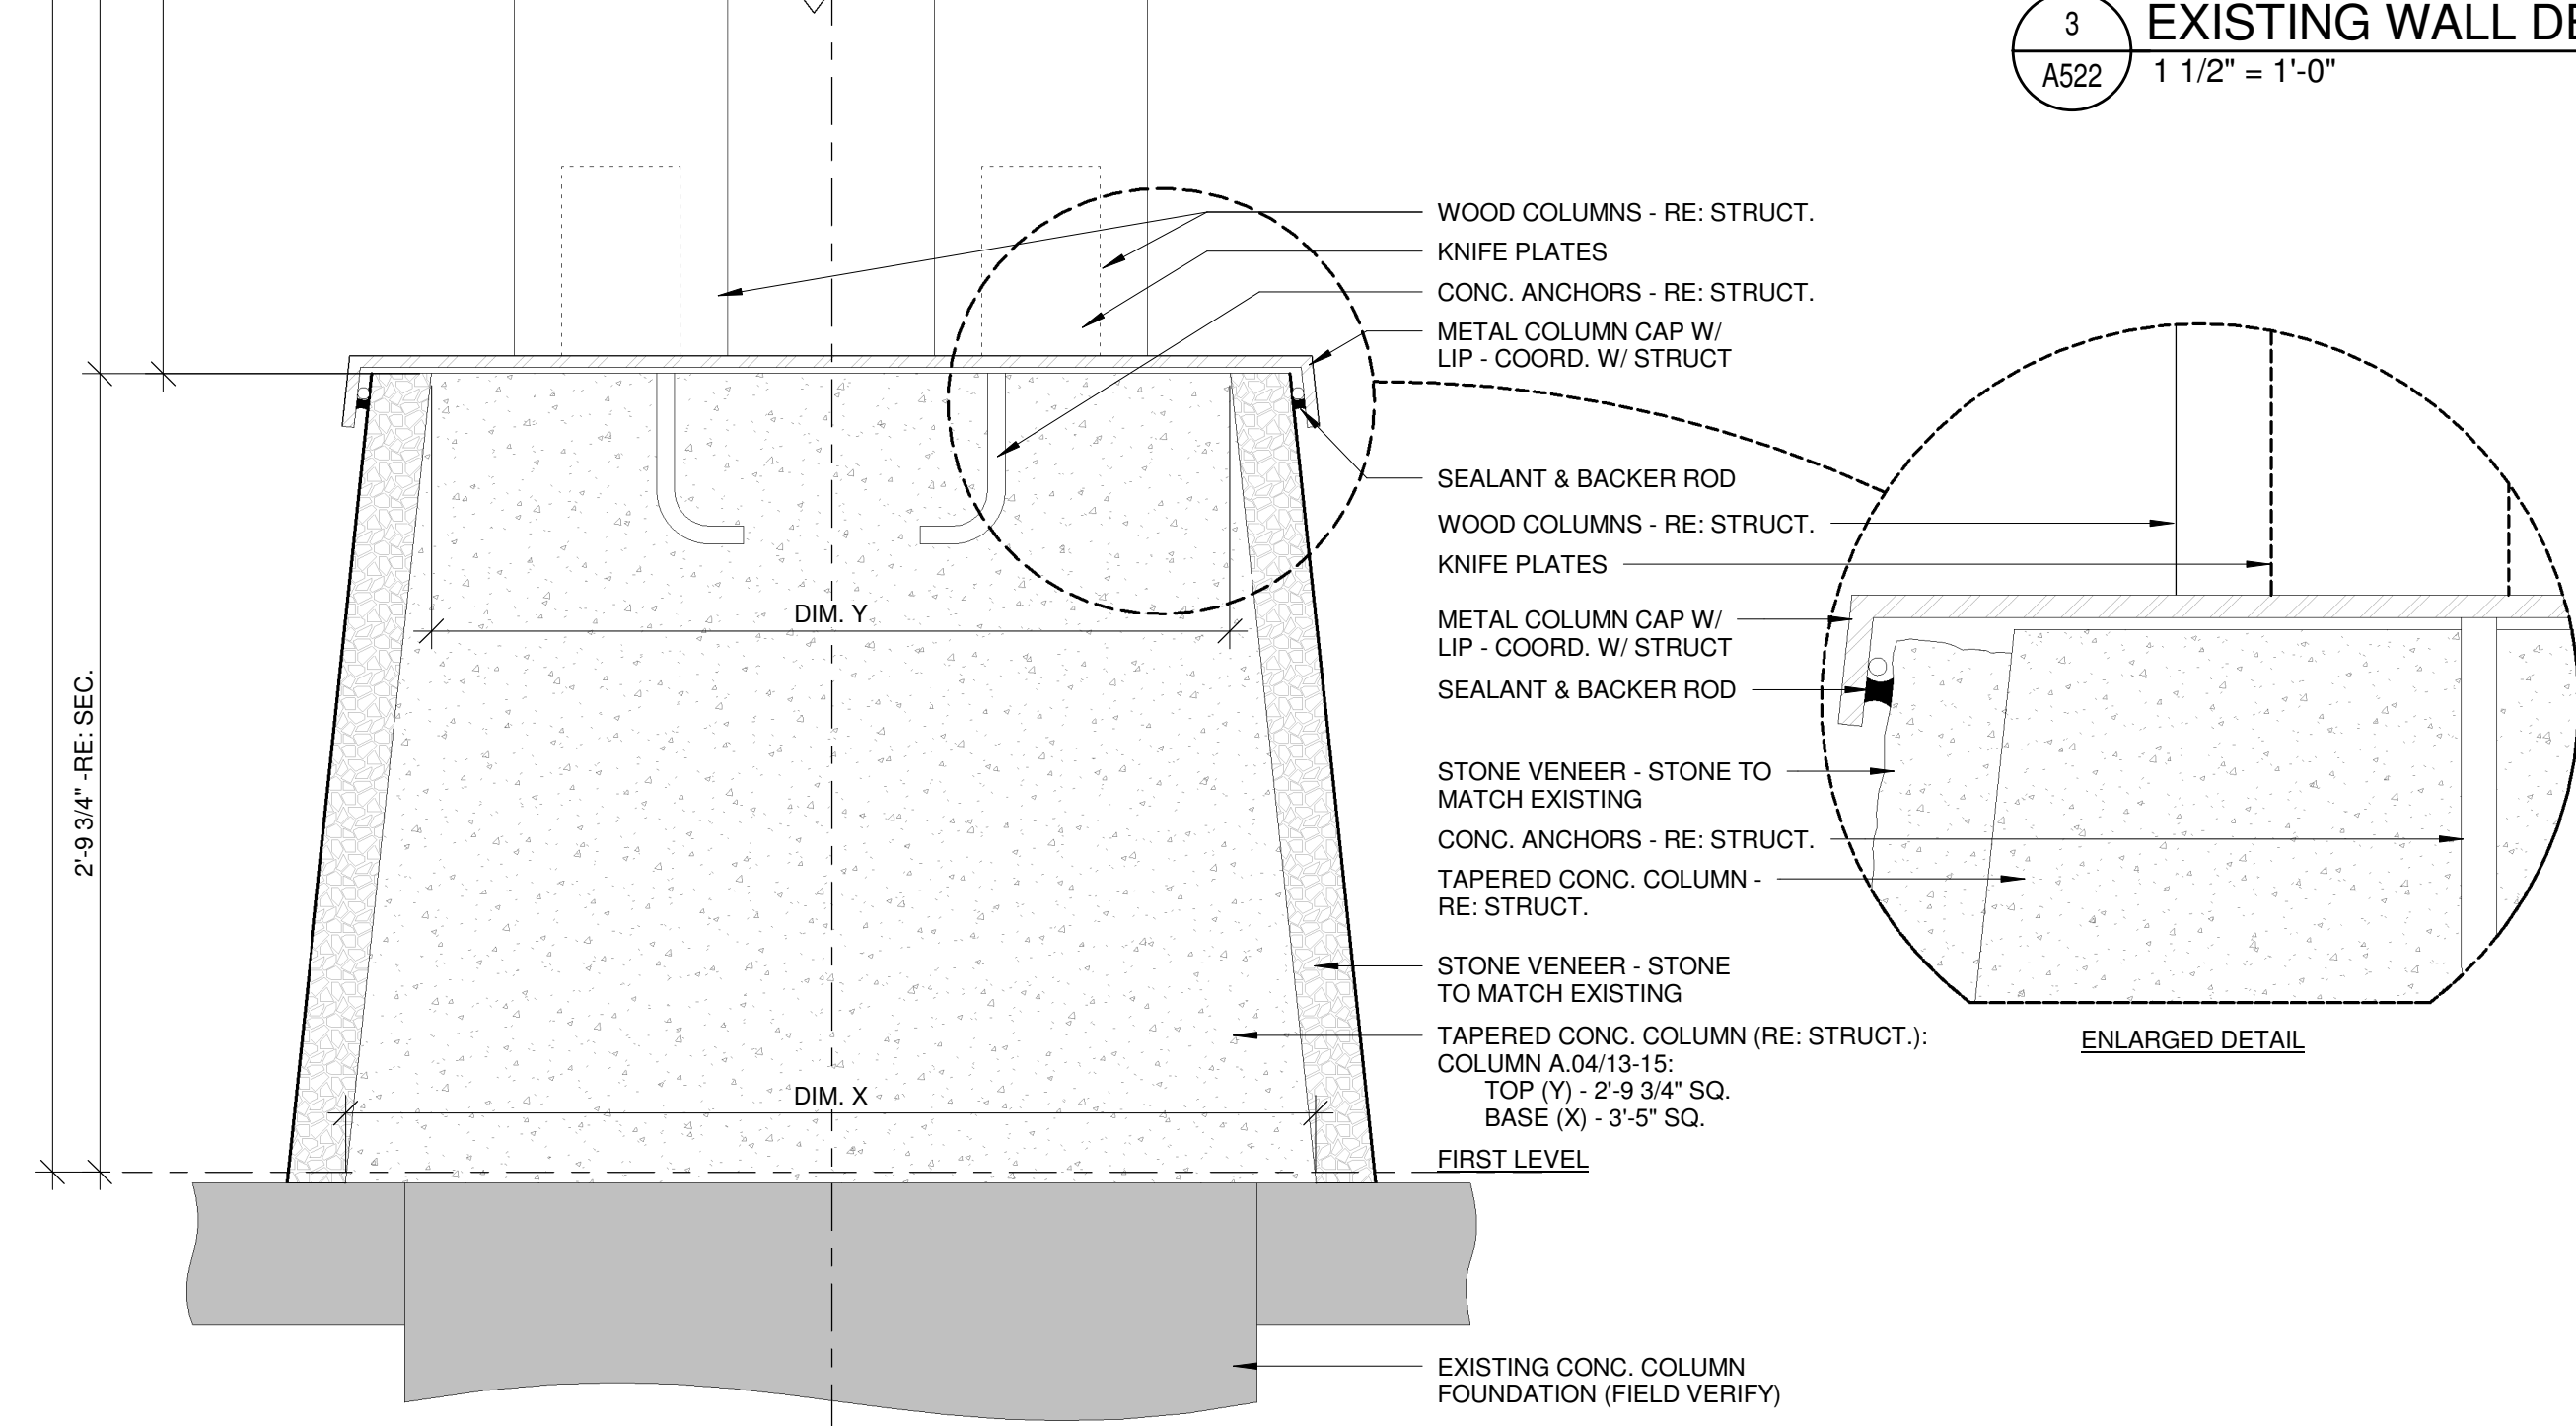 3
A522
EXISTING WALL DE
1 1/2" = 1'-0"
WOOD COLUMNS - RE: STRUCT.
KNIFE PLATES
CONC. ANCHORS - RE: STRUCT.
METAL COLUMN CAP W/
LIP - COORD. W/ STRUCT
SEALANT & BACKER ROD
WOOD COLUMNS - RE: STRUCT.
KNIFE PLATES
METAL COLUMN CAP W/
LIP - COORD. W/ STRUCT
SEALANT & BACKER ROD
STONE VENEER - STONE TO
MATCH EXISTING
CONC. ANCHORS - RE: STRUCT.
TAPERED CONC. COLUMN -
RE: STRUCT.
STONE VENEER - STONE
TO MATCH EXISTING
TAPERED CONC. COLUMN (RE: STRUCT.):
COLUMN A.04/13-15:
TOP (Y) - 2'-9 3/4" SQ.
BASE (X) - 3'-5" SQ.
FIRST LEVEL
EXISTING CONC. COLUMN
FOUNDATION (FIELD VERIFY)
DIM. Y
DIM. X
2'-9 3/4" -RE: SEC.
ENLARGED DETAIL